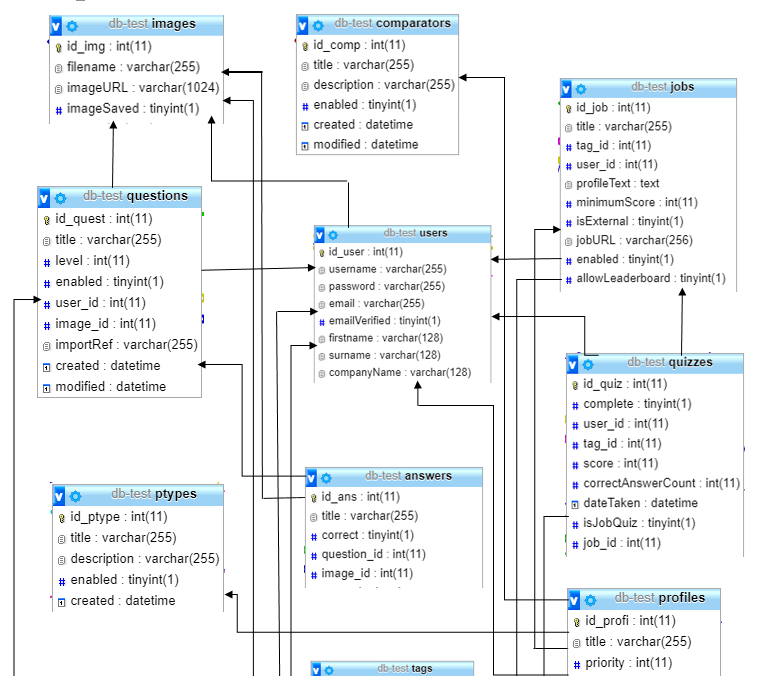 db-test images
id_img : int(11)
filename : varchar(255)
imageURL : varchar(1024)
imageSaved : tinyint(1)
db-test comparators
id_comp : int(11)
title : varchar(255)
description : varchar(255)
enabled : tinyint(1)
created : datetime
modified : datetime
db-test jobs
id_job : int(11)
title : varchar(255)
tag_id : int(11)
user_id : int(11)
profileText : text
minimumScore : int(11)
isExternal : tinyint(1)
jobURL : varchar(256)
enabled : tinyint(1)
allowLeaderboard : tinyint(1)
db-test questions
id_quest : int(11)
title : varchar(255)
level : int(11)
enabled : tinyint(1)
user_id : int(11)
image_id : int(11)
importRef : varchar(255)
created : datetime
modified : datetime
db-test users
id_user : int(11)
username : varchar(255)
password : varchar(255)
email : varchar(255)
emailVerified : tinyint(1)
firstname : varchar(128)
surname : varchar(128)
companyName : varchar(128)
db-test quizzes
id_quiz : int(11)
complete : tinyint(1)
user_id : int(11)
tag_id : int(11)
score : int(11)
correctAnswerCount : int(11)
dateTaken : datetime
isJobQuiz : tinyint(1)
job_id : int(11)
db-test ptypes
id_ptype : int(11)
title : varchar(255)
description : varchar(255)
enabled : tinyint(1)
created : datetime
db-test answers
id_ans : int(11)
title : varchar(255)
correct : tinyint(1)
question_id : int(11)
image_id : int(11)
db-test profiles
id_profi : int(11)
title : varchar(255)
priority : int(11)
db-test tags